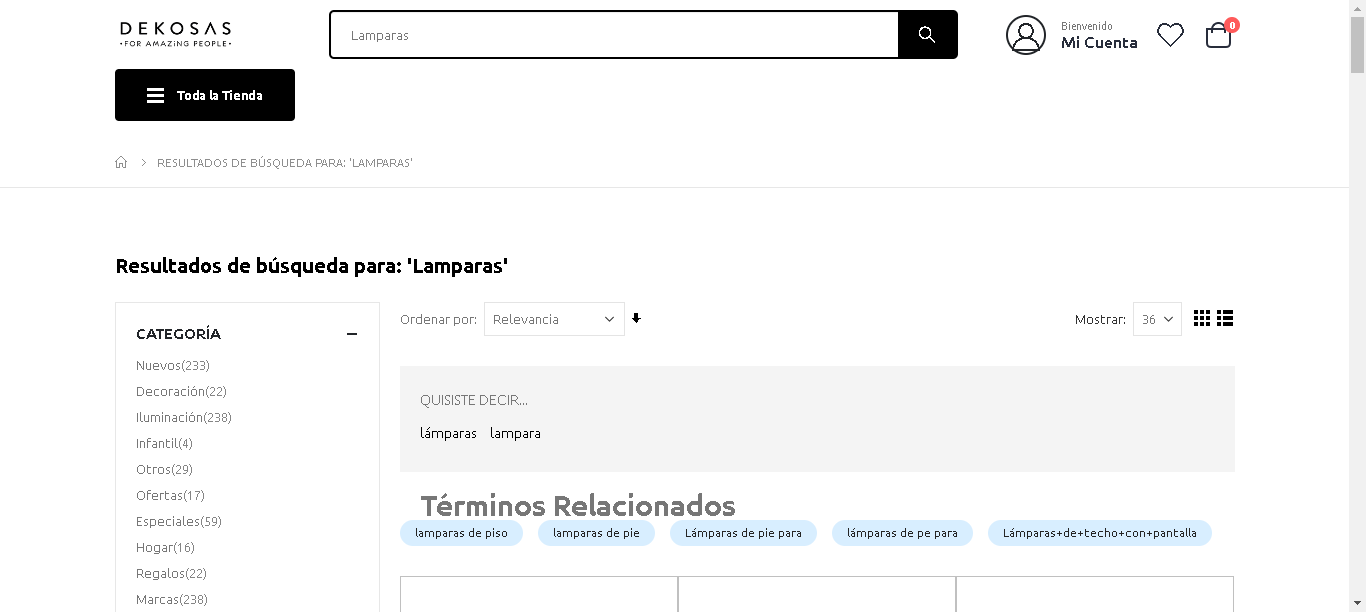 DEKOSAS
•FOR AMAZING PEOPLE•
Lamparas
Bienvenido
Mi Cuenta
0
Toda la Tienda
RESULTADOS DE BÚSQUEDA PARA: 'LAMPARAS'
Resultados de búsqueda para: 'Lamparas'
CATEGORÍA
Nuevos(233)
Decoración(22)
Iluminación(238)
Infantil(4)
Otros(29)
Ofertas(17)
Especiales(59)
Hogar(16)
Regalos(22)
Marcas(238)
Ordenar por: Relevancia
Mostrar: 36
QUISISTE DECIR...
lámparas lampara
Términos Relacionados
lamparas de piso lamparas de pie Lámparas de pie para lámparas de pe para Lámparas+de+techo+con+pantalla